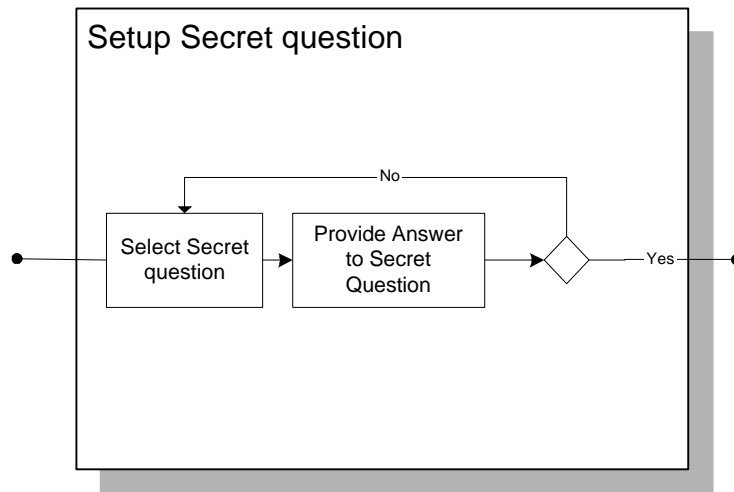 Setup Secret question
No
Select Secret
question
Provide Answer
to Secret
Question
Yes